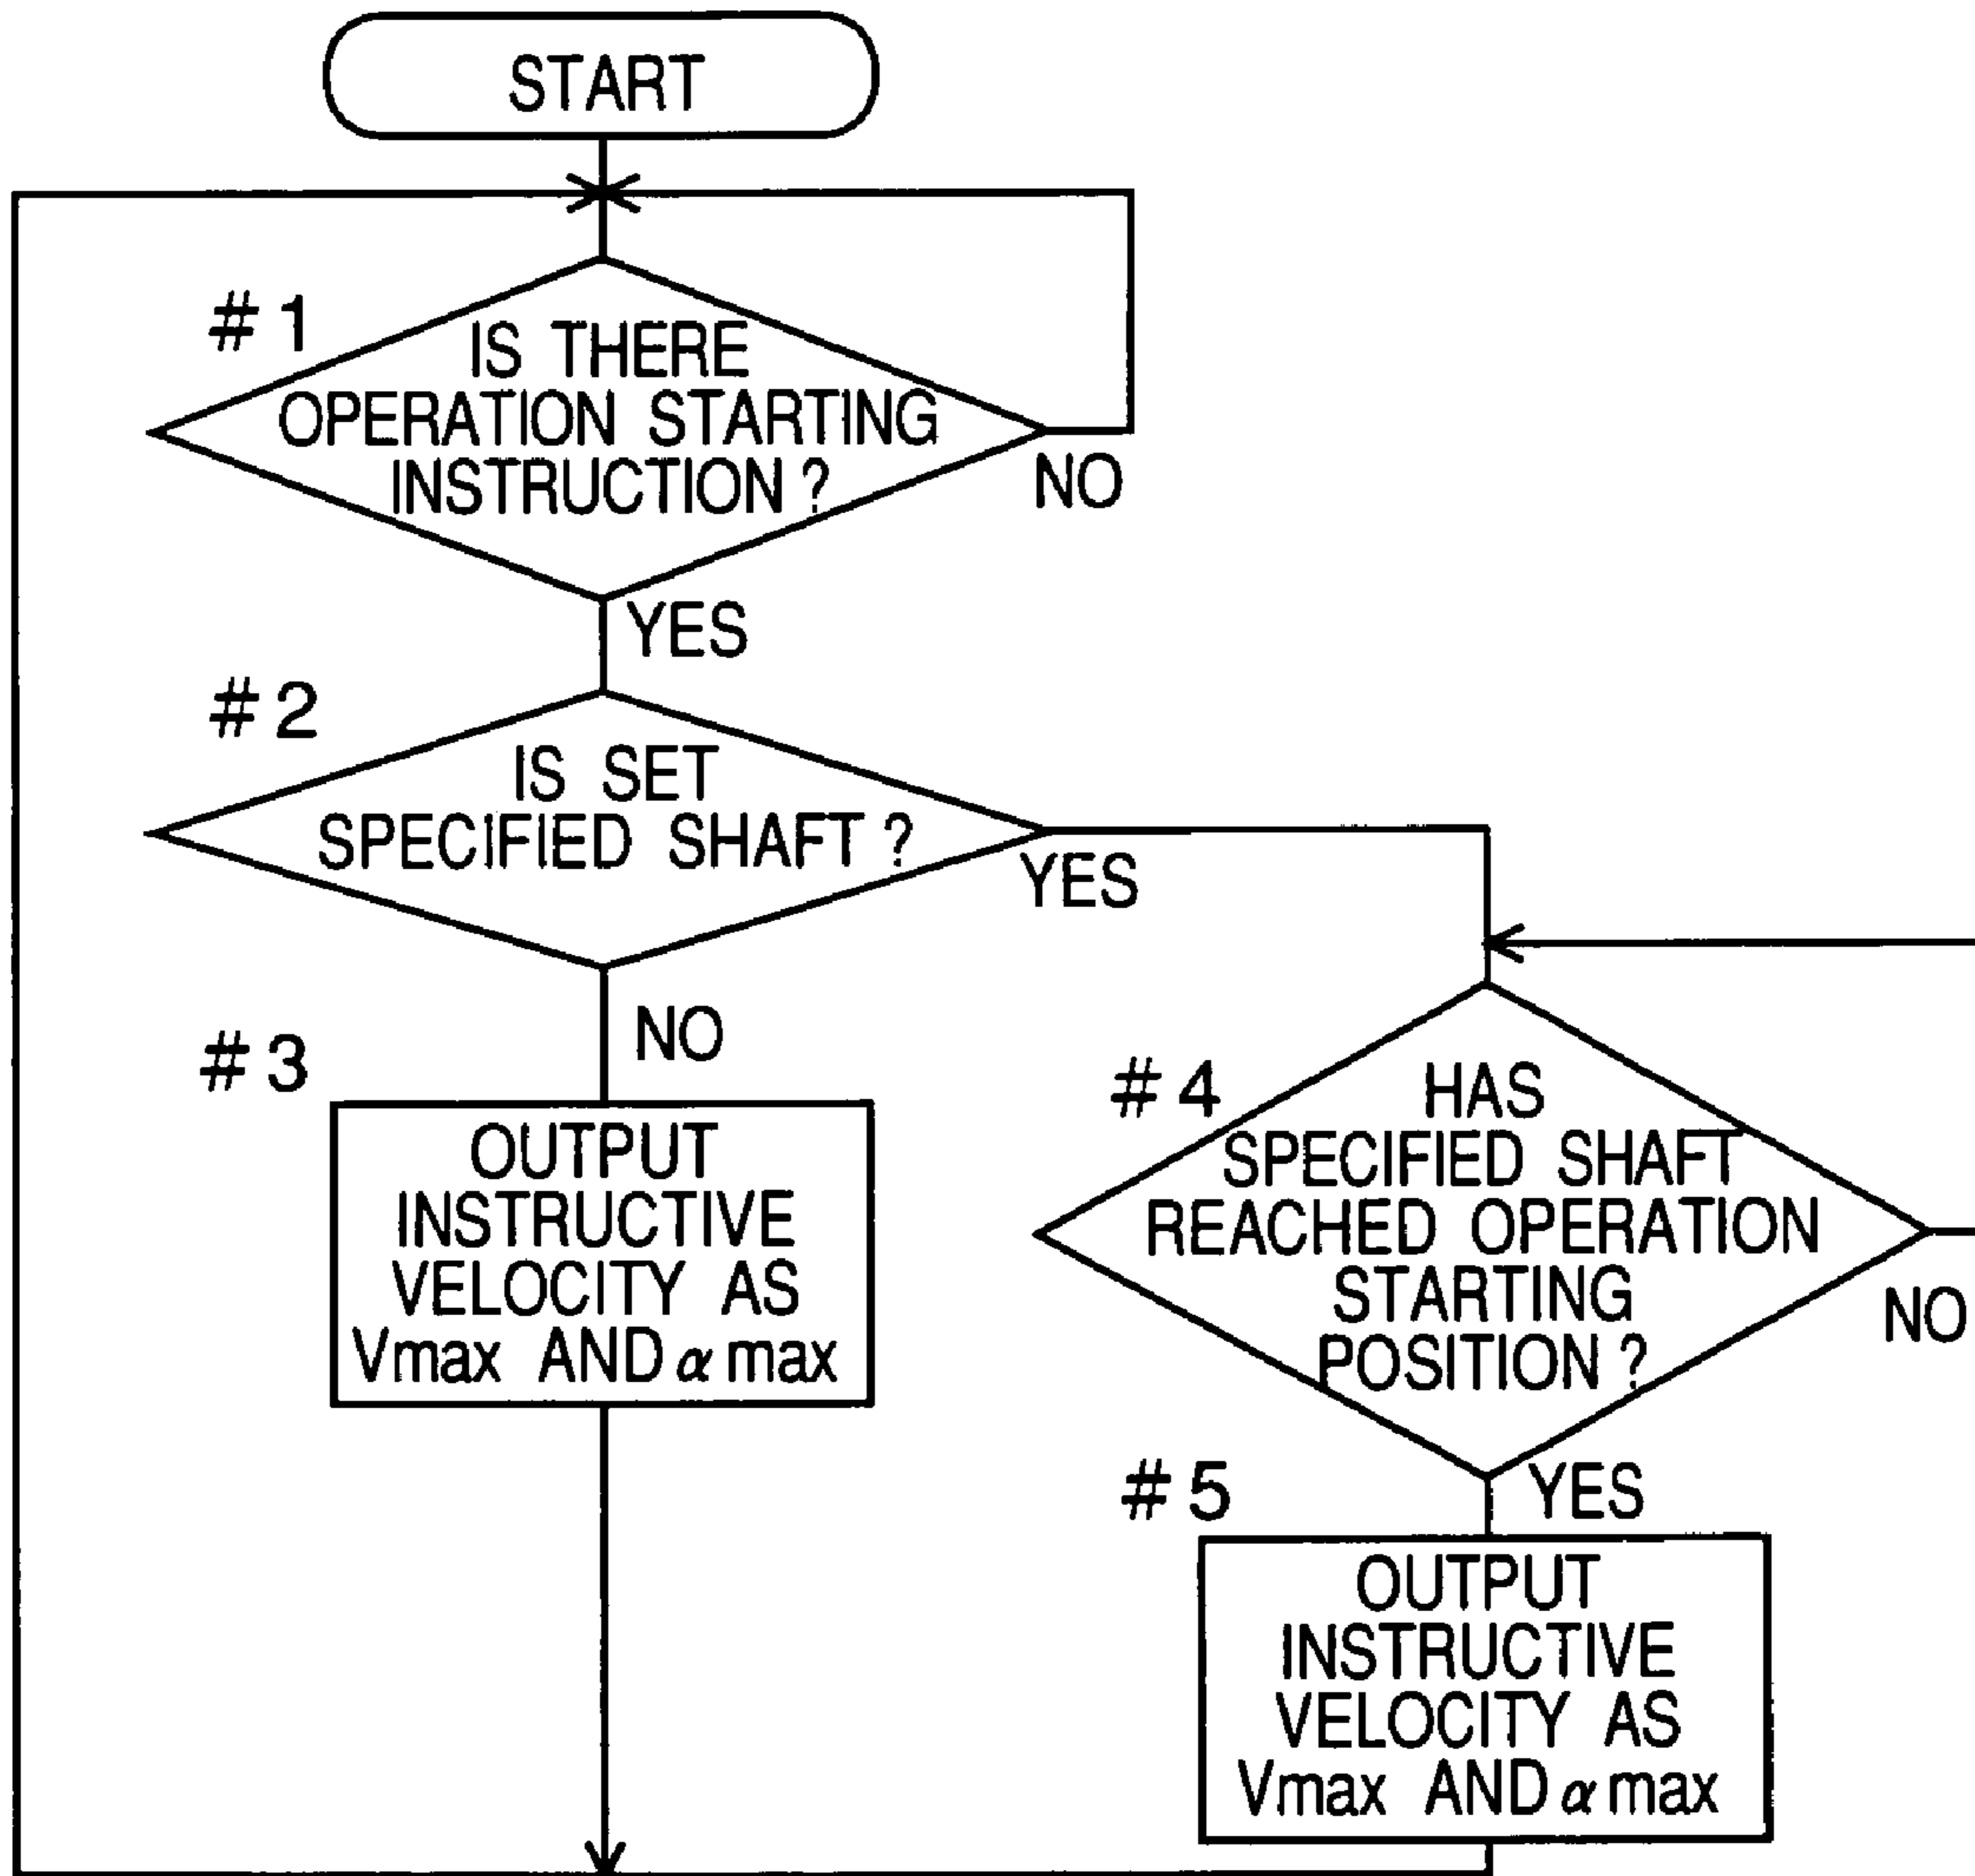 START
#1
IS THERE
OPERATION STARTING
INSTRUCTION?
NO
YES
#2
IS SET
SPECIFIED SHAFT?
YES
NO
#3
OUTPUT
INSTRUCTIVE
VELOCITY AS
Vmax AND α max
#4
HAS
SPECIFIED SHAFT
REACHED OPERATION
STARTING
POSITION?
NO
YES
#5
OUTPUT
INSTRUCTIVE
VELOCITY AS
Vmax AND α max